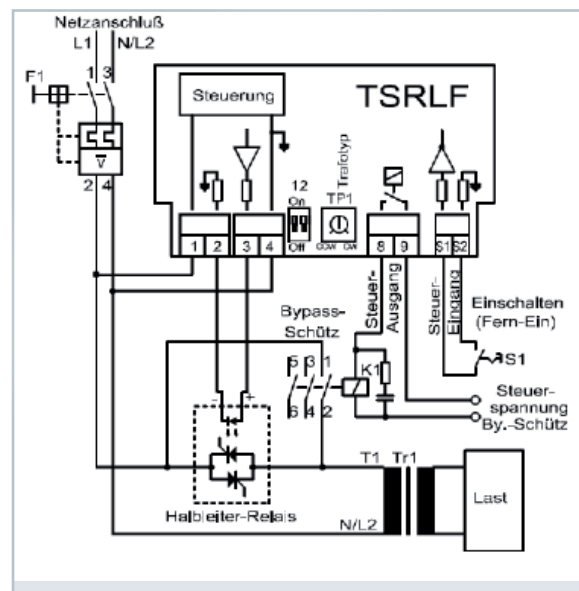 Netzanschluß
L1 N/L2
F1
1 3
2 4
Steuerung
TSRLF
12
On
Off
Trafotyp
TP1
CCW CW
1 2 3 4 8 9 S1 S2
Steuer-
Ausgang
Steuer-
Eingang
Einschalten
(Fern-Ein)
S1
Bypass-
Schütz
5 3 1
6 4 2
K1
Steuer-
spannung
By.-Schütz
- +
Halbleiter-Relais
T1 Tr1
N/L2
Last